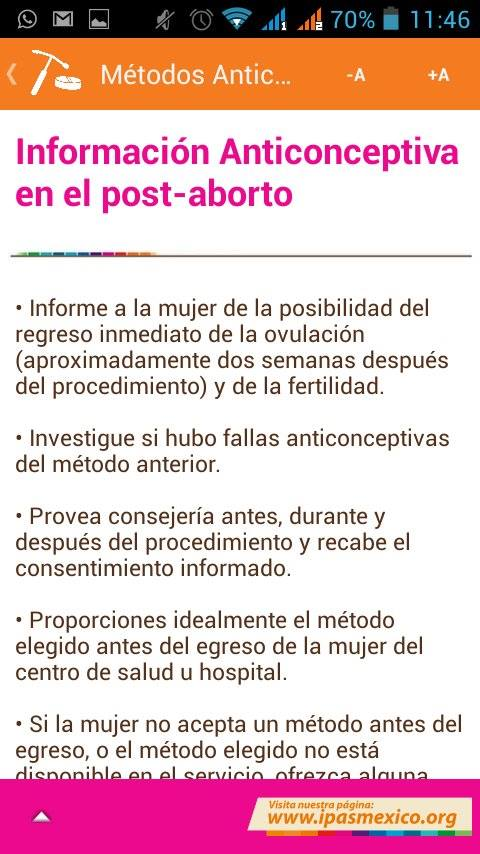 70% 11:46
Métodos Antic... -A +A
Información Anticonceptiva
en el post-aborto
• Informe a la mujer de la posibilidad del
regreso inmediato de la ovulación
(aproximadamente dos semanas después
del procedimiento) y de la fertilidad.
• Investigue si hubo fallas anticonceptivas
del método anterior.
• Provea consejería antes, durante y
después del procedimiento y recabe el
consentimiento informado.
• Proporciones idealmente el método
elegido antes del egreso de la mujer del
centro de salud u hospital.
• Si la mujer no acepta un método antes del
egreso, o el método elegido no está
disponible en el servicio, ofrezca alguna
Visita nuestra página:
www.ipasmexico.org